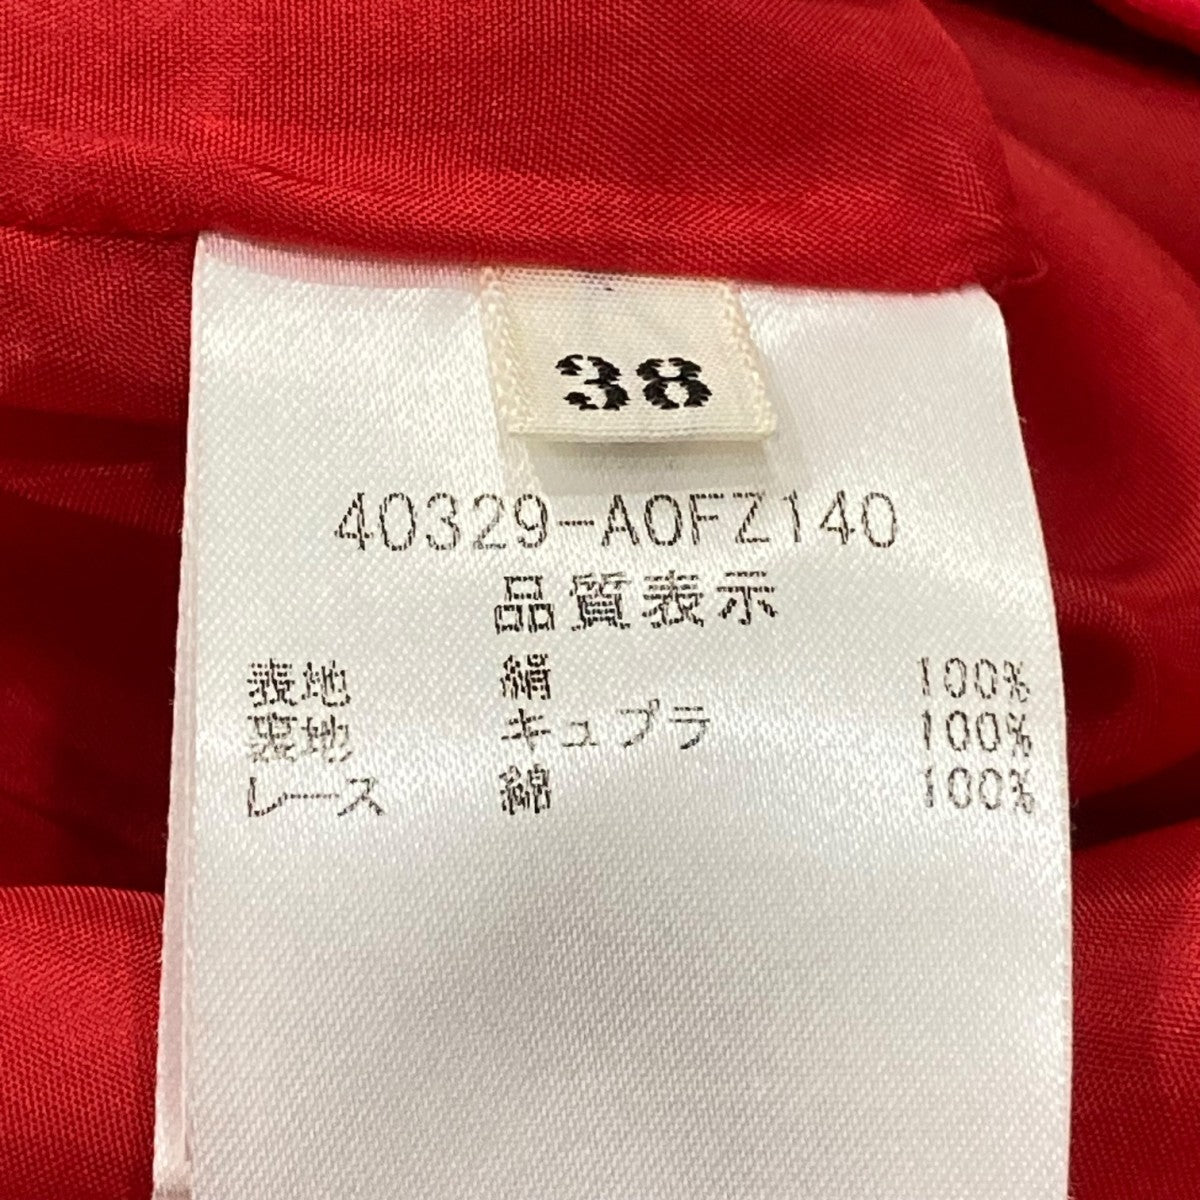 38
40329-A0FZ140
品質表示
表地 絹 100%
裏地 キュプラ 100%
レース 綿 100%